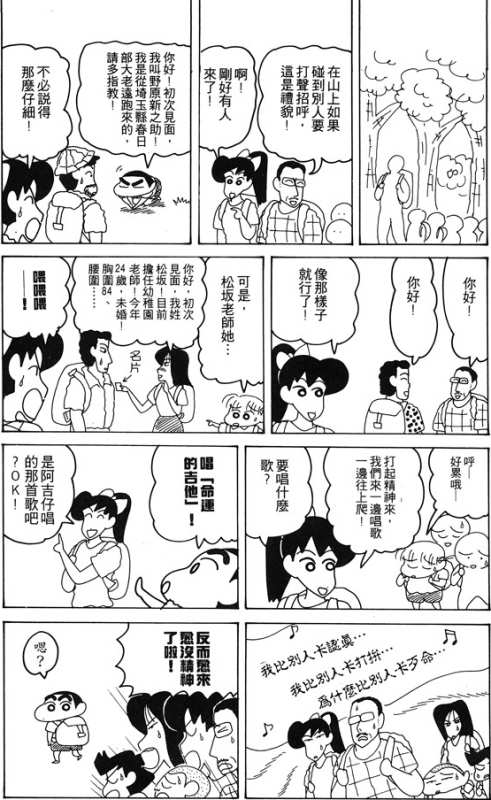 在山上如果
碰到別人要
打聲招呼，
這是禮貌！
啊！
剛好有人
來了！
你好！初次見面，
我叫野原新之助！
我是從埼玉縣春日
部大老遠跑來的，
請多指教！
不必說得
那麼仔細！
你好！
你好！
像那樣子
就行了！
可是，
松坂老師她…
你好，初次
見面，我姓
松坂！目前
擔任幼稚園
老師！今年
24歲，未婚！
胸圍84、
腰圍……
名片
喂喂喂
——！
呼—
好累哦—
打起精神來，
我們來一邊唱歌
一邊往上爬！
要唱什麼
歌？
唱『命運
的吉他』！
是阿吉仔唱
的那首歌吧
？OK！
我比別人卡認真…
我比別人卡打拚…
為什麼比別人卡歹命…
反而愈來
愈沒精神
了啦！
嗯？